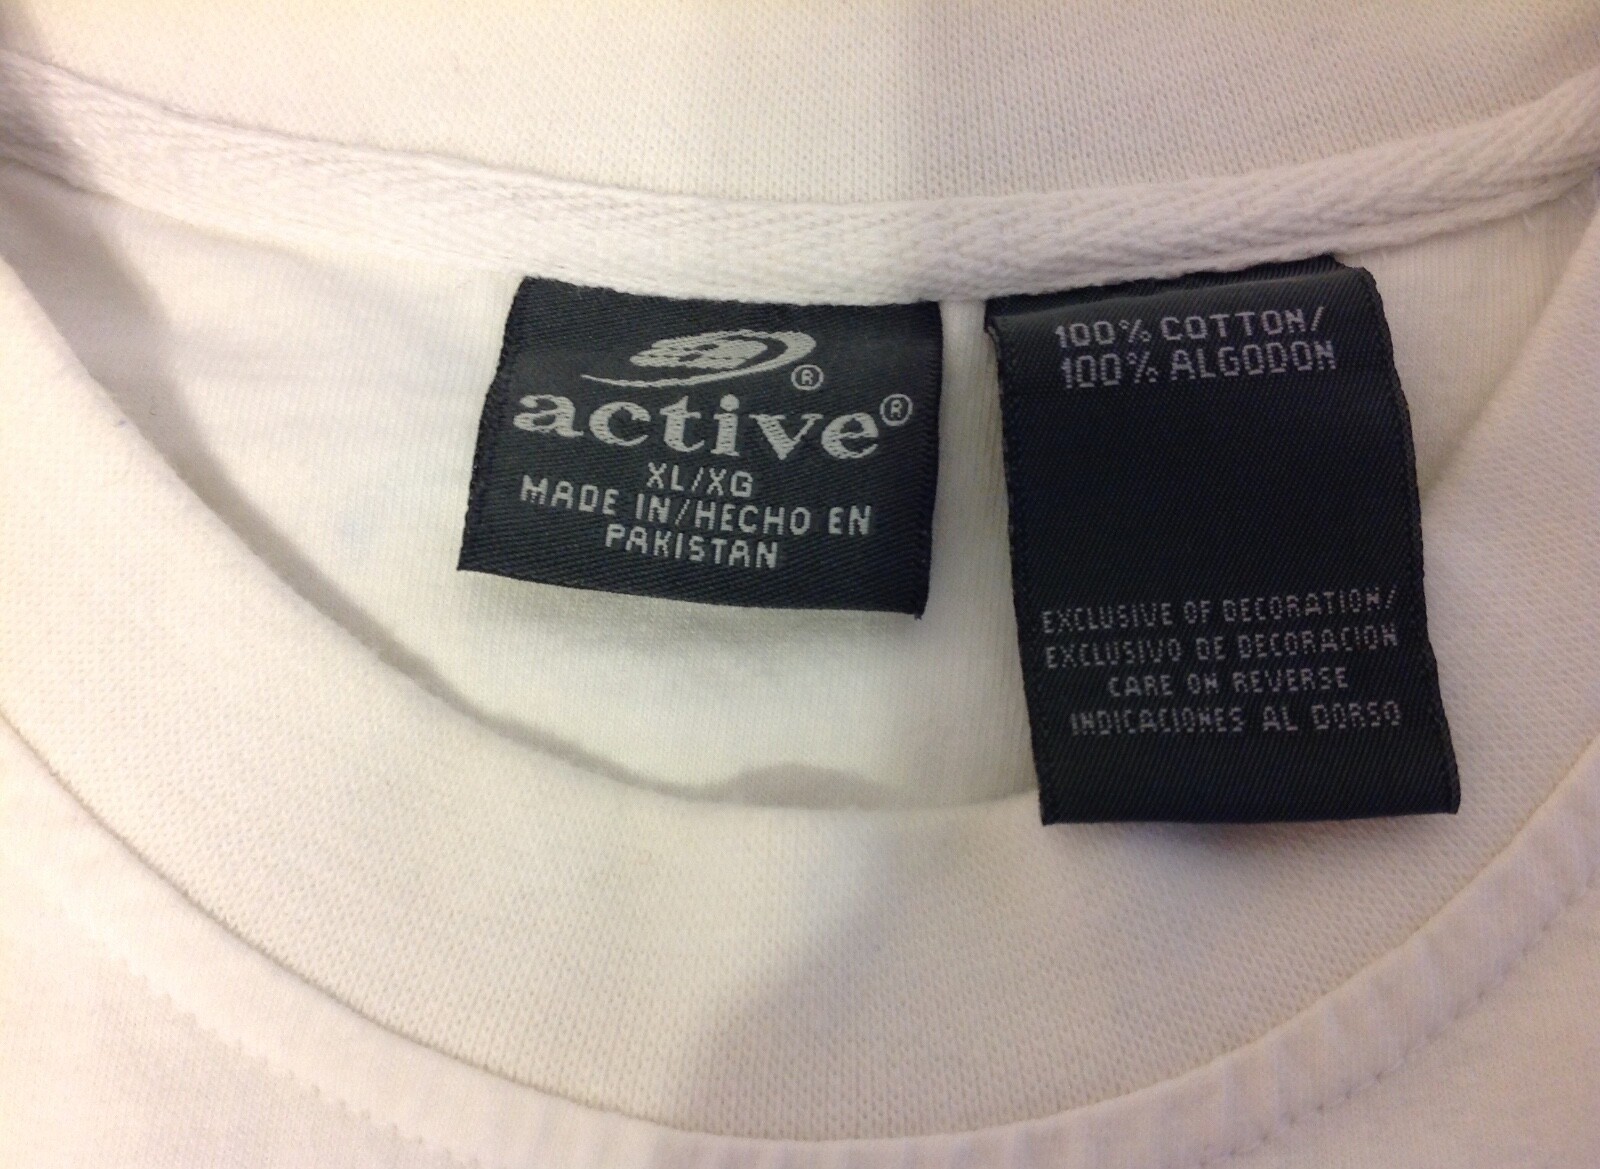 ®
active®
XL/XG
MADE IN/HECHO EN
PAKISTAN
100% COTTON/
100% ALGODON
EXCLUSIVE OF DECORATION/
EXCLUSIVO DE DECORACION
CARE ON REVERSE
INDICACIONES AL DORSO